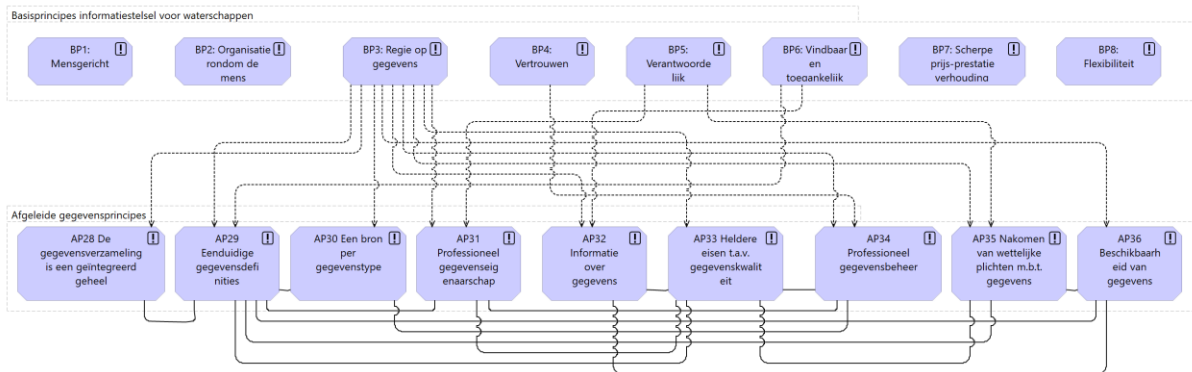 Basisprincipes informatiestelsel voor waterschappen
BP1:
Mensgericht
BP2: Organisatie
rondom de
mens
BP3: Regie op
gegevens
BP4:
Vertrouwen
BP5:
Verantwoorde
lijk
BP6: Vindbaar
en
toegankelijk
BP7: Scherpe
prijs-prestatie
verhouding
BP8:
Flexibiliteit
Afgeleide gegevensprincipes
AP28 De
gegevensverzameling
is een geïntegreerd
geheel
AP29
Eenduidige
gegevensdefi
nities
AP30 Een bron
per
gegevenstype
AP31
Professioneel
gegevenseig
enaarschap
AP32
Informatie
over
gegevens
AP33 Heldere
eisen t.a.v.
gegevenskwalit
eit
AP34
Professioneel
gegevensbeheer
AP35 Nakomen
van wettelijke
plichten m.b.t.
gegevens
AP36
Beschikbaarh
eid van
gegevens